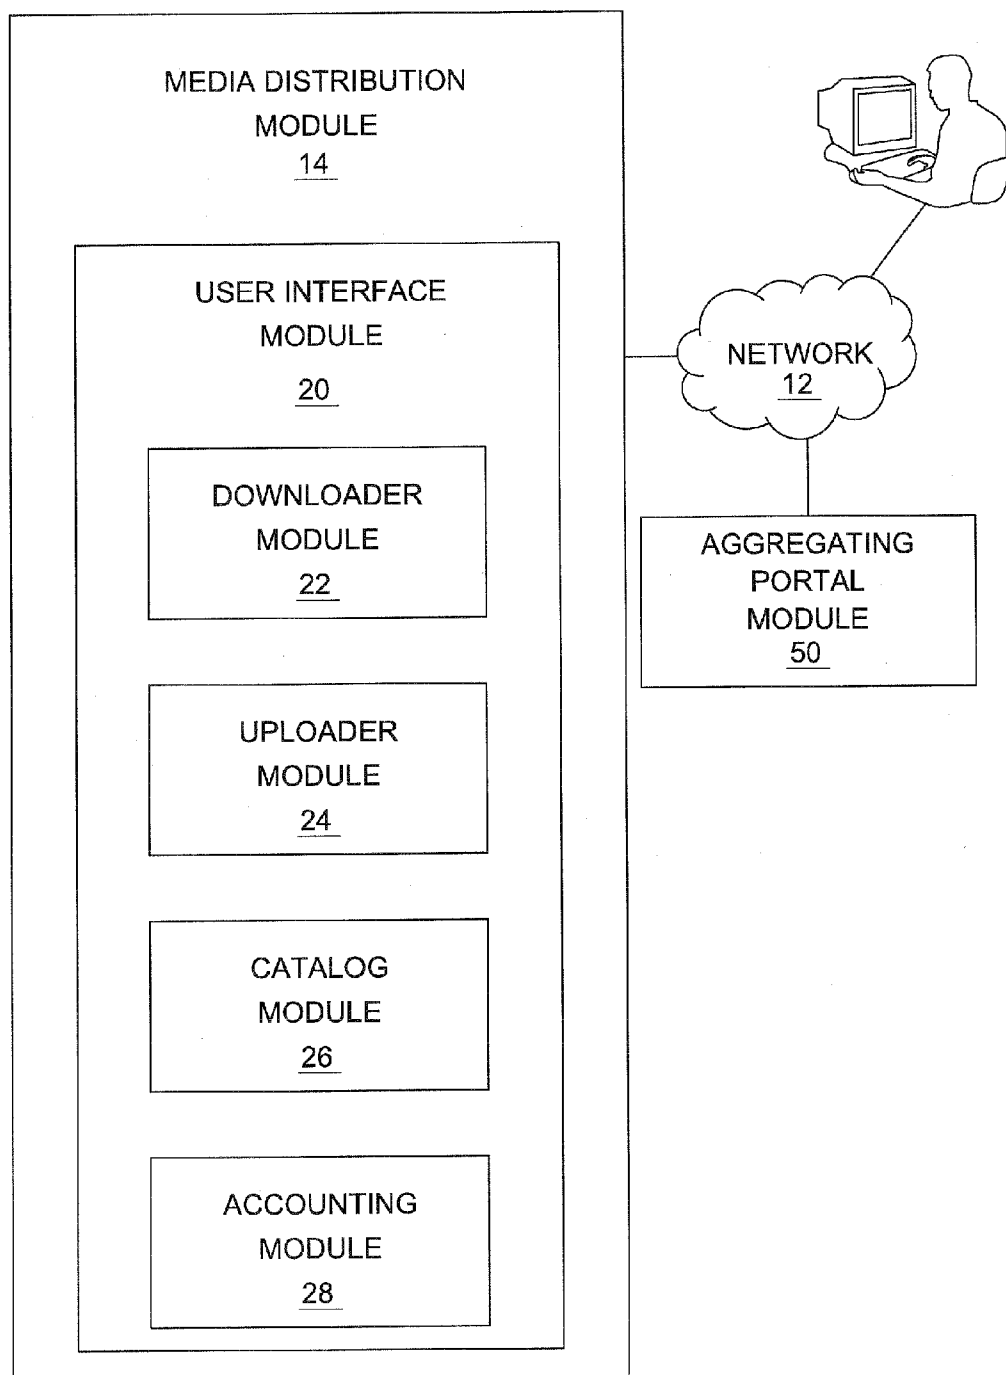 MEDIA DISTRIBUTION
MODULE
14
USER INTERFACE
MODULE
20
DOWNLOADER
MODULE
22
UPLOADER
MODULE
24
CATALOG
MODULE
26
ACCOUNTING
MODULE
28
NETWORK
12
AGGREGATING
PORTAL
MODULE
50